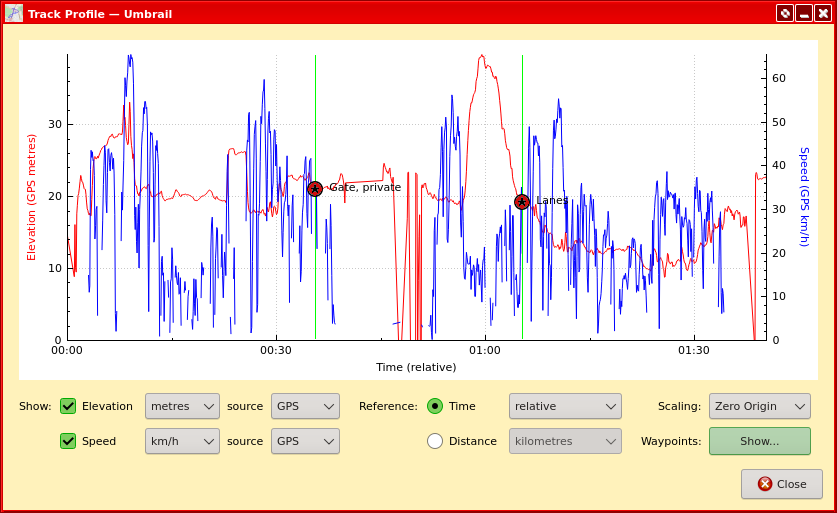 Track Profile — Umbrail
Elevation (GPS metres)
30
20
10
0
Gate, private
Lanes
60
50
40
30
20
10
0
Speed (GPS km/h)
00:00 00:30 01:00 01:30
Time (relative)
Show: Elevation metres source GPS Reference: Time relative Scaling: Zero Origin
Speed km/h source GPS Distance kilometres Waypoints: Show...
Close